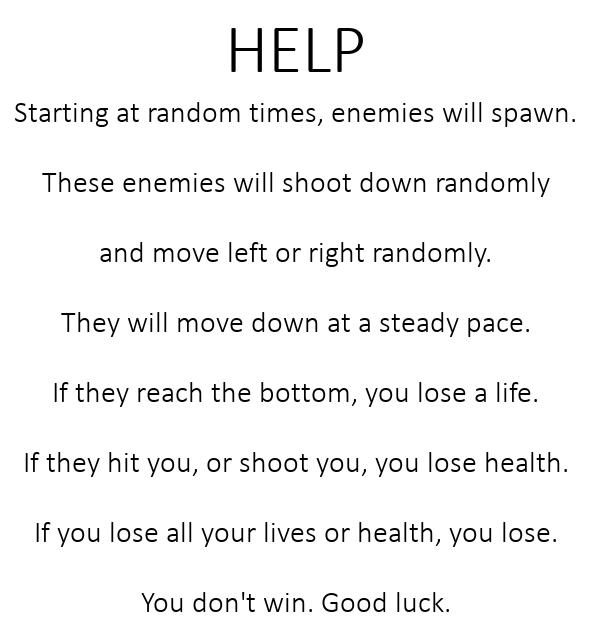 HELP
Starting at random times, enemies will spawn.
These enemies will shoot down randomly
and move left or right randomly.
They will move down at a steady pace.
If they reach the bottom, you lose a life.
If they hit you, or shoot you, you lose health.
If you lose all your lives or health, you lose.
You don't win. Good luck.